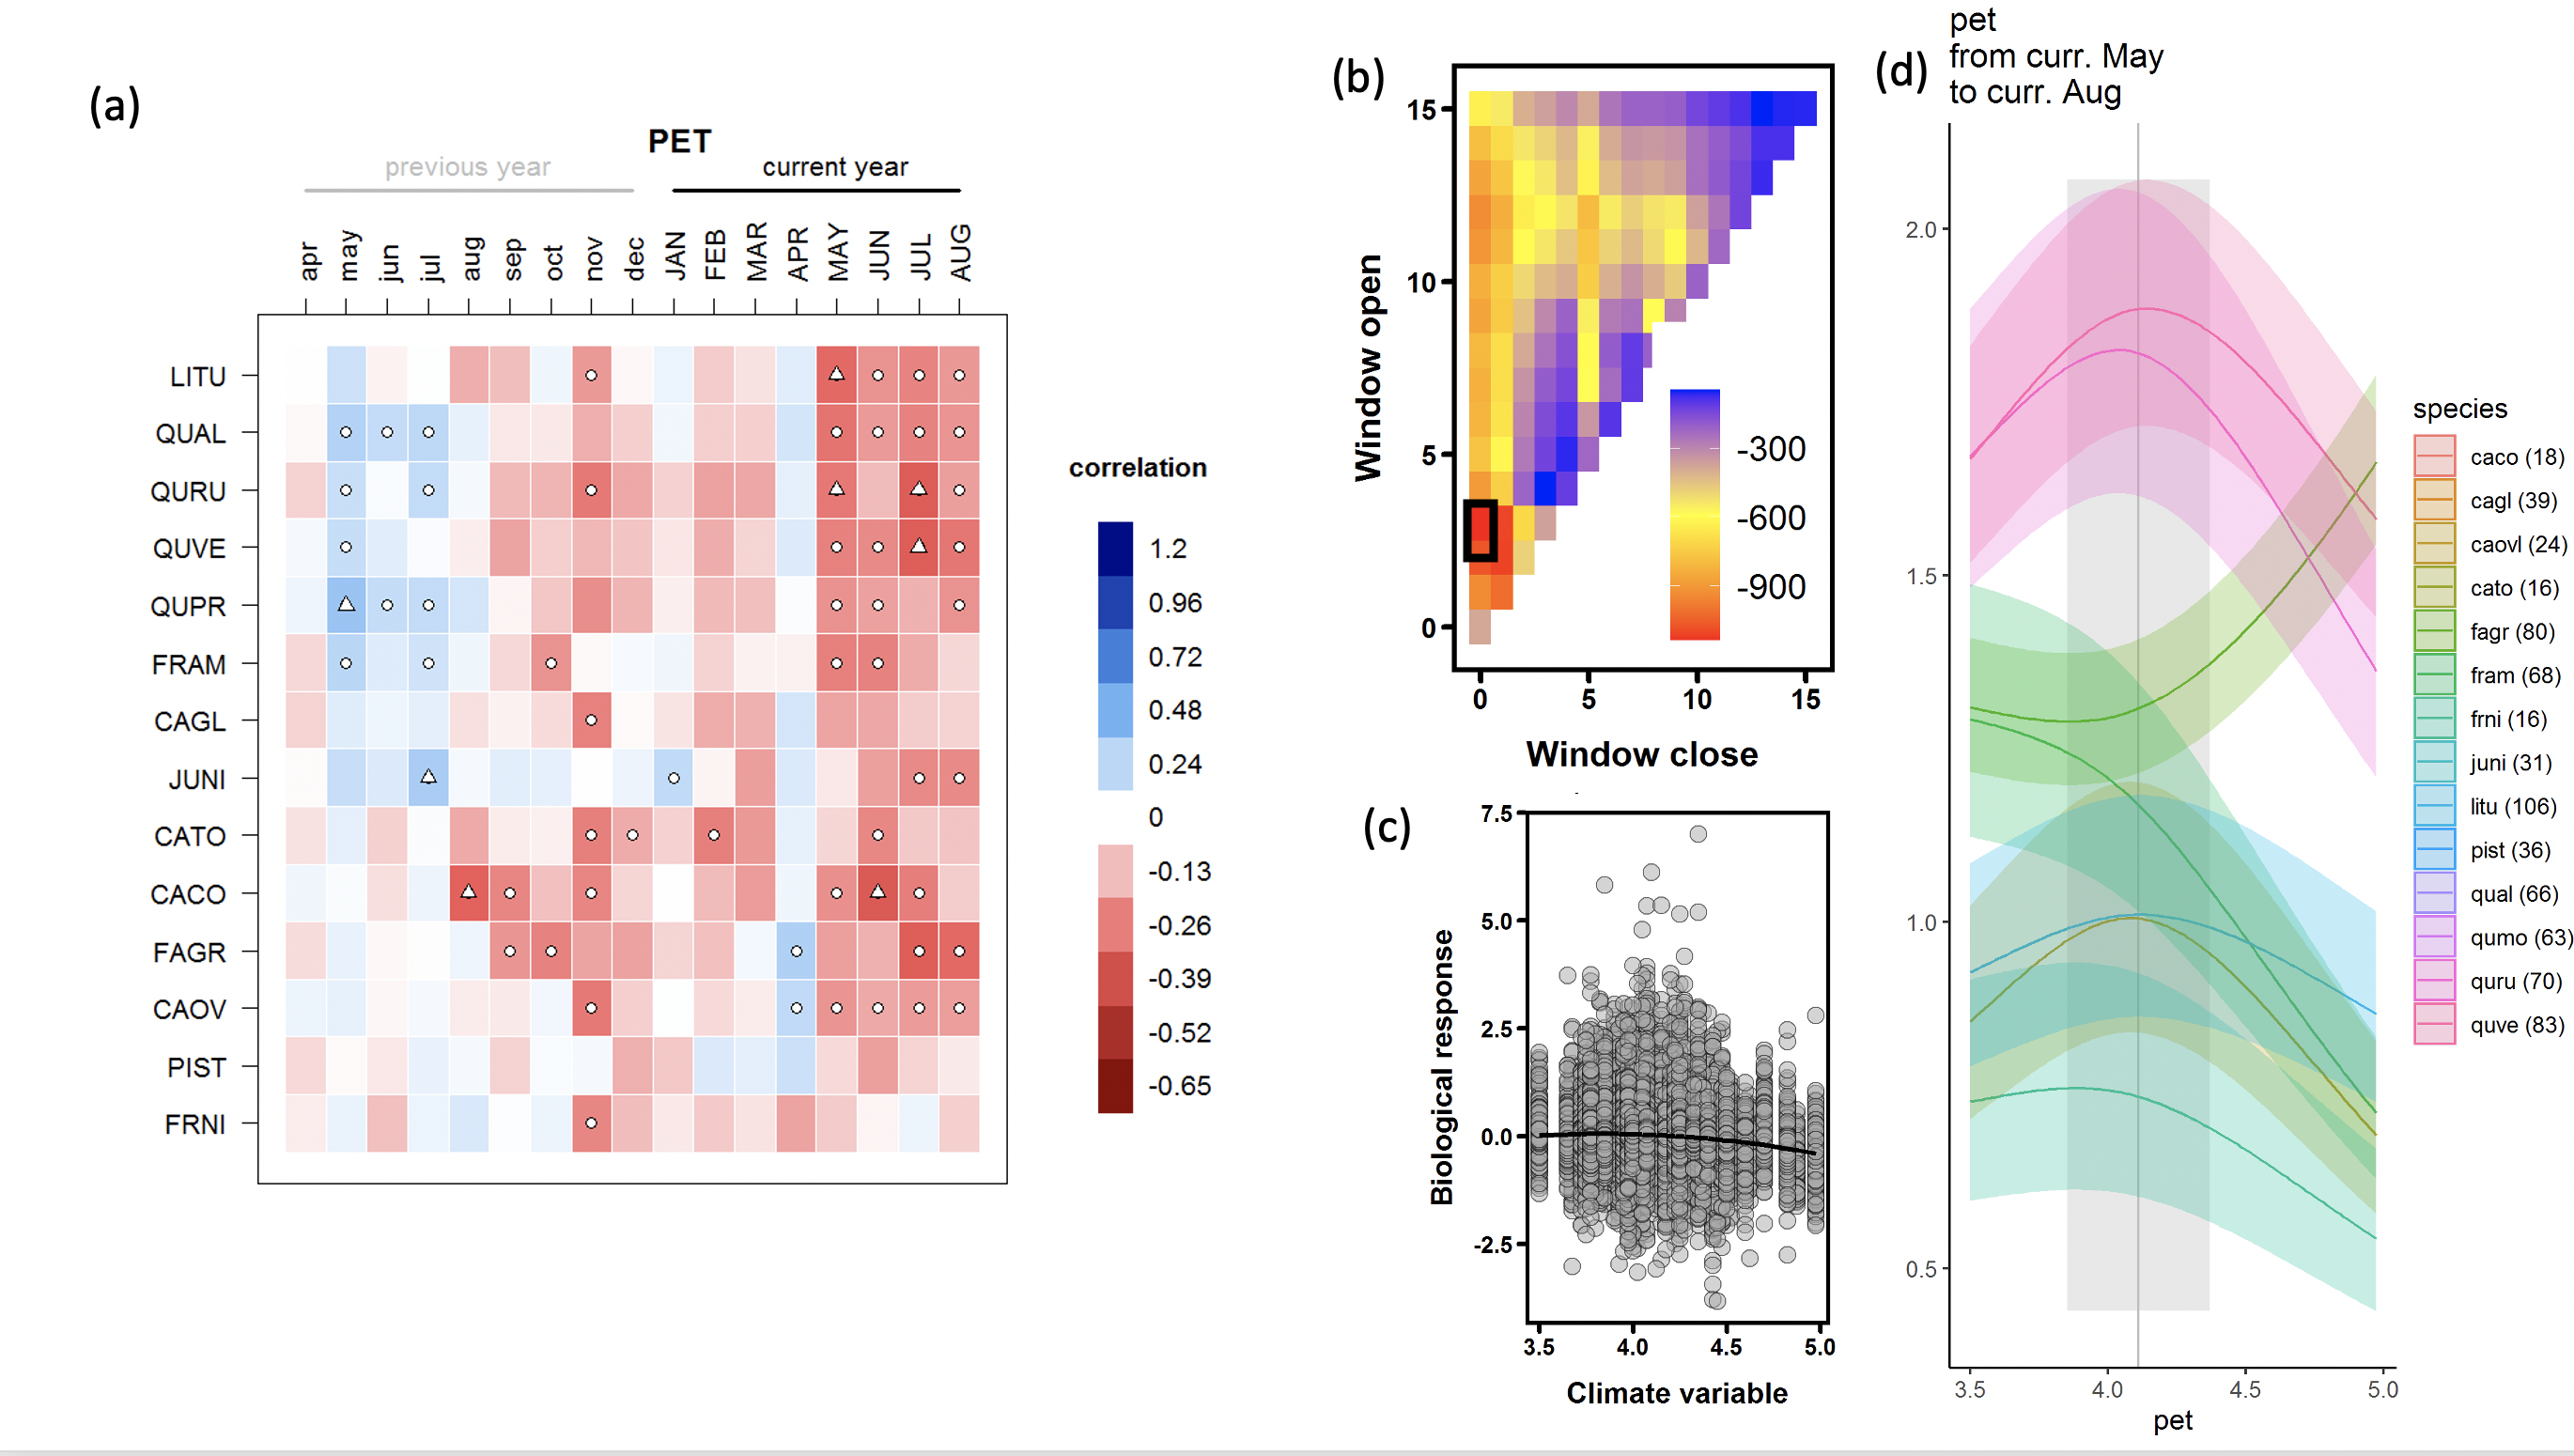 (a)
PET
previous year
current year
apr
may
jun
jul
aug
sep
oct
nov
dec
JAN
FEB
MAR
APR
MAY
JUN
JUL
AUG
LITU
QUAL
QURU
QUVE
QUPR
FRAM
CAGL
JUNI
CATO
CACO
FAGR
CAOV
PIST
FRNI
correlation
1.2
0.96
0.72
0.48
0.24
0
-0.13
-0.26
-0.39
-0.52
-0.65
(b)
Window open
15
10
5
0
-300
-600
-900
0
5
10
15
Window close
(c)
Biological response
7.5
5.0
2.5
0.0
-2.5
3.5
4.0
4.5
5.0
Climate variable
(d)
pet
from curr. May
to curr. Aug
2.0
1.5
1.0
0.5
3.5
4.0
4.5
5.0
pet
species
caco (18)
cagl (39)
caovl (24)
cato (16)
fagr (80)
fram (68)
frni (16)
juni (31)
litu (106)
pist (36)
qual (66)
qumo (63)
quru (70)
quve (83)